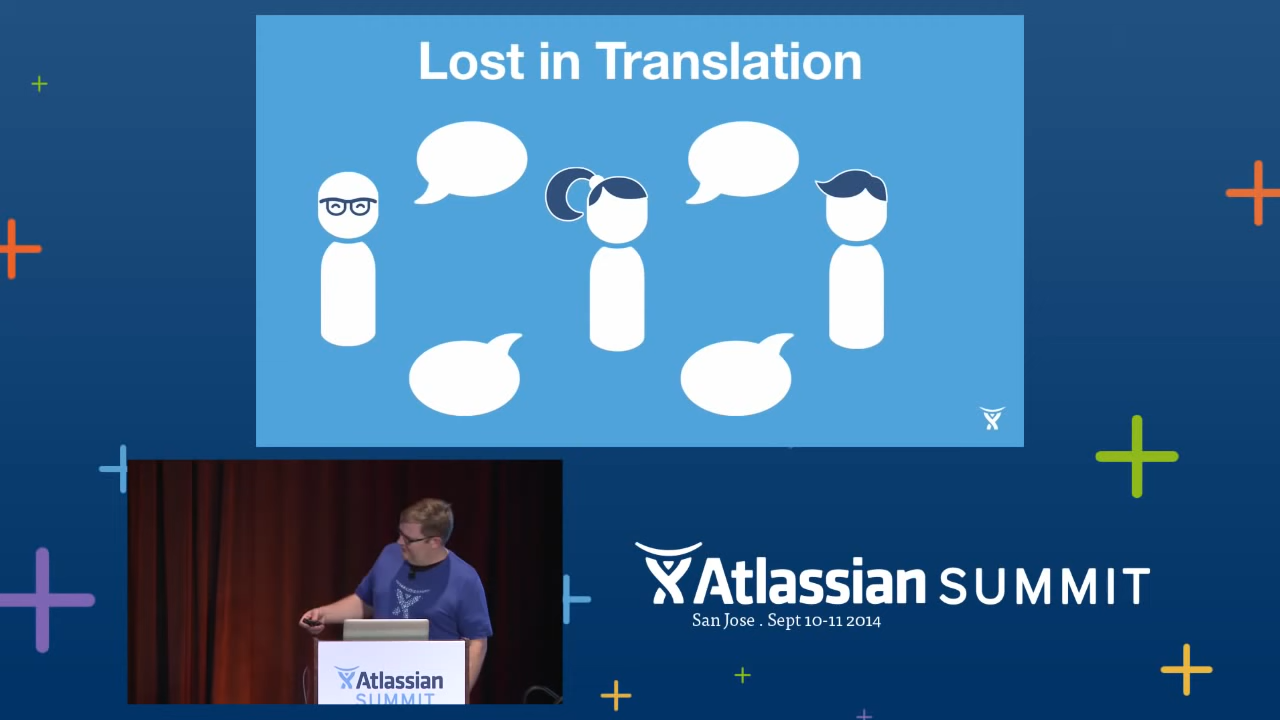 Lost in Translation
Atlassian SUMMIT
San Jose . Sept 10-11 2014
Atlassian
SUMMIT